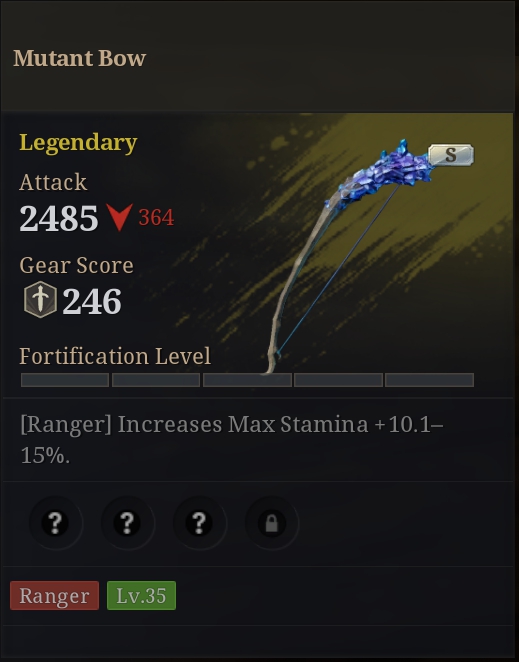 Mutant Bow
Legendary
S
Attack
2485 364
Gear Score
246
Fortification Level
[Ranger] Increases Max Stamina +10.1–
15%.
? ? ?
Ranger Lv.35